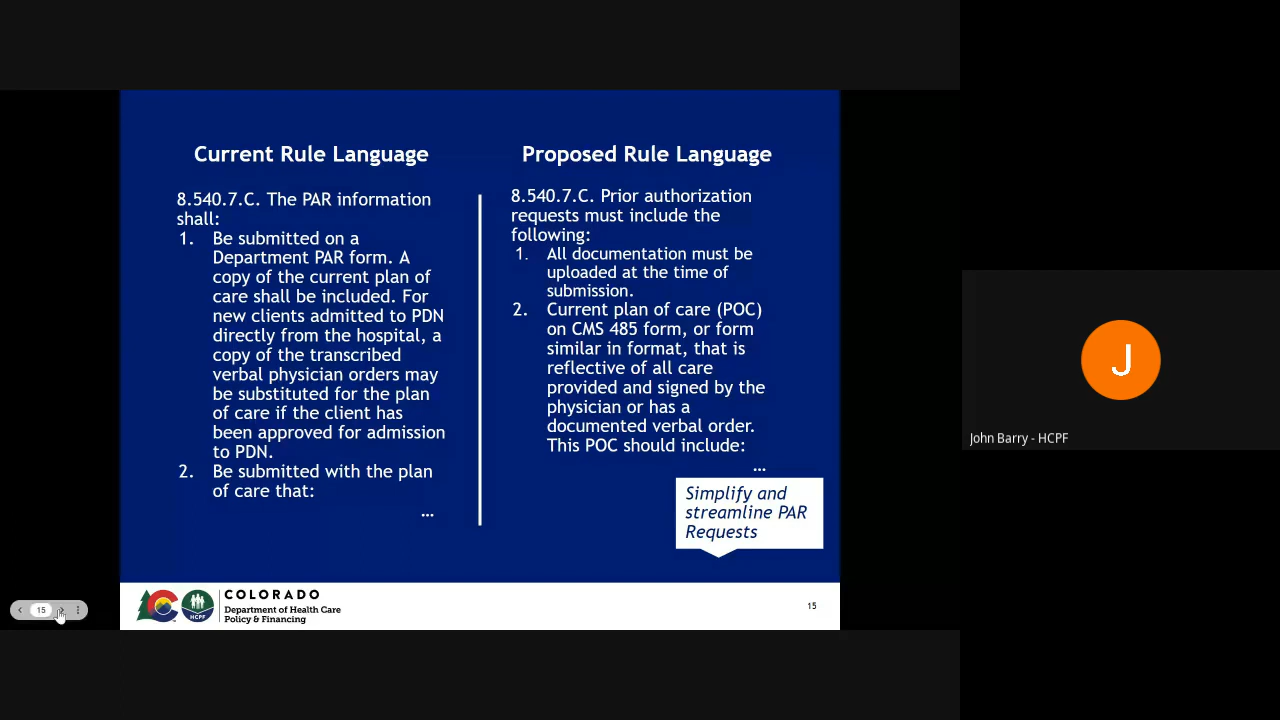 Current Rule Language
8.540.7.C. The PAR information
shall:
1. Be submitted on a
Department PAR form. A
copy of the current plan of
care shall be included. For
new clients admitted to PDN
directly from the hospital, a
copy of the transcribed
verbal physician orders may
be substituted for the plan
of care if the client has
been approved for admission
to PDN.
2. Be submitted with the plan
of care that:
...
Proposed Rule Language
8.540.7.C. Prior authorization
requests must include the
following:
1. All documentation must be
uploaded at the time of
submission.
2. Current plan of care (POC)
on CMS 485 form, or form
similar in format, that is
reflective of all care
provided and signed by the
physician or has a
documented verbal order.
This POC should include:
...
Simplify and
streamline PAR
Requests
HCPF
COLORADO
Department of Health Care
Policy & Financing
15
15
J
John Barry - HCPF